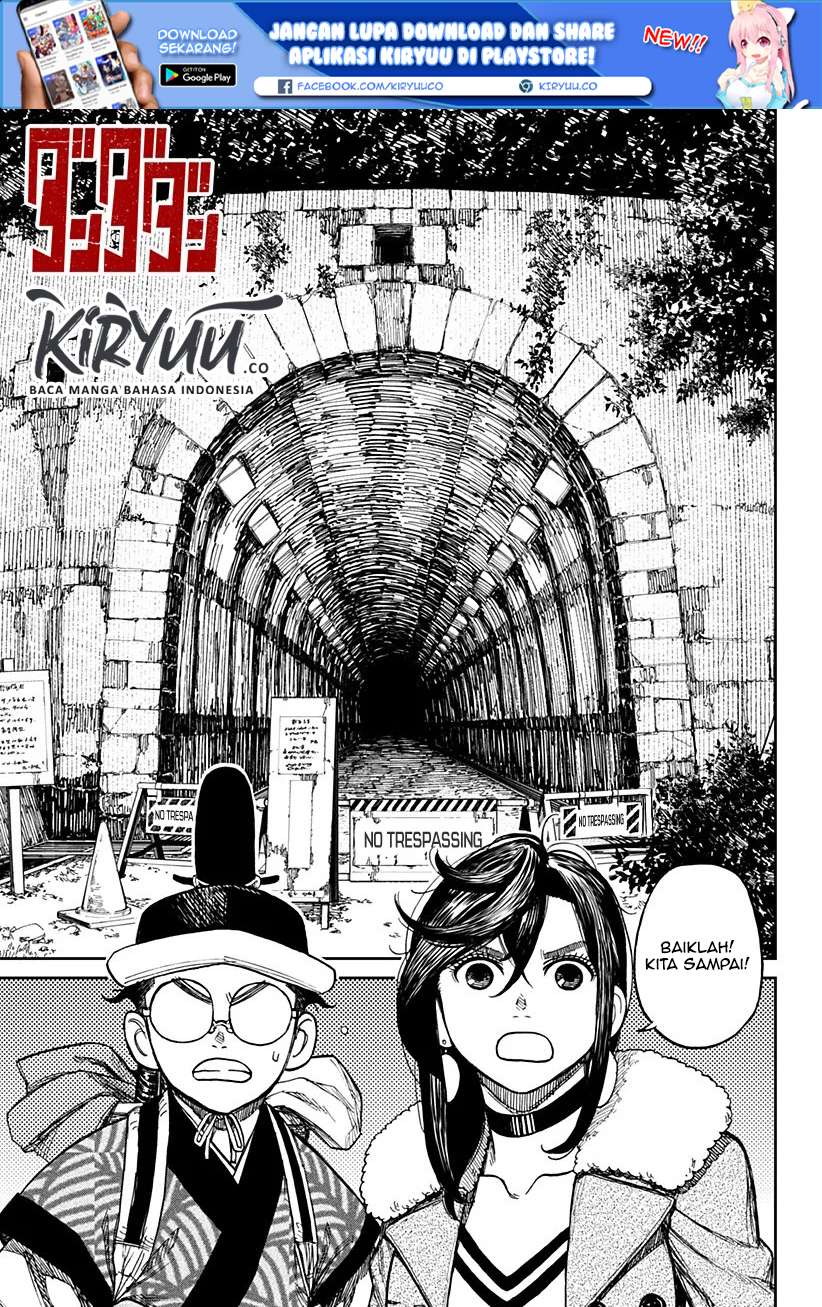 DOWNLOAD
SEKARANG!
GET IT ON
Google Play
JANGAN LUPA DOWNLOAD DAN SHARE
APLIKASI KIRYUU DI PLAYSTORE!
NEW!!
FACEBOOK.COM/KIRYUUCO
KIRYUU.CO
ダンダダン
KIRYUU.CO
BACA MANGA BAHASA INDONESIA
NO TRESPA
NO TRESPASSING
NO TRESPASSING
BAIKLAH!
KITA SAMPAI!